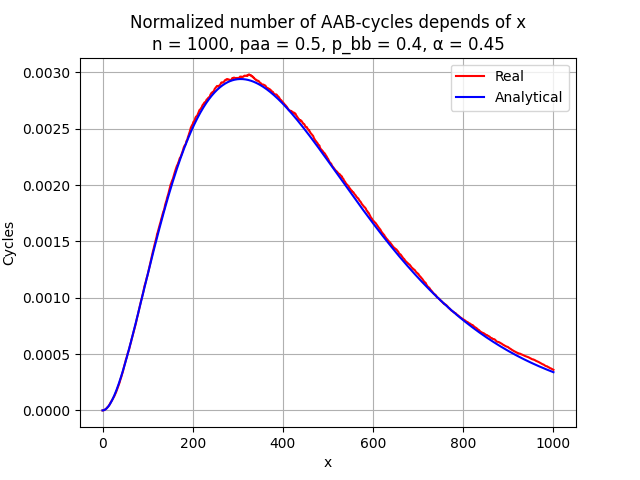 Normalized number of AAB-cycles depends of x
n = 1000, paa = 0.5, p_bb = 0.4, α = 0.45
Real
Analytical
Cycles
0.0030
0.0025
0.0020
0.0015
0.0010
0.0005
0.0000
0 200 400 600 800 1000
x